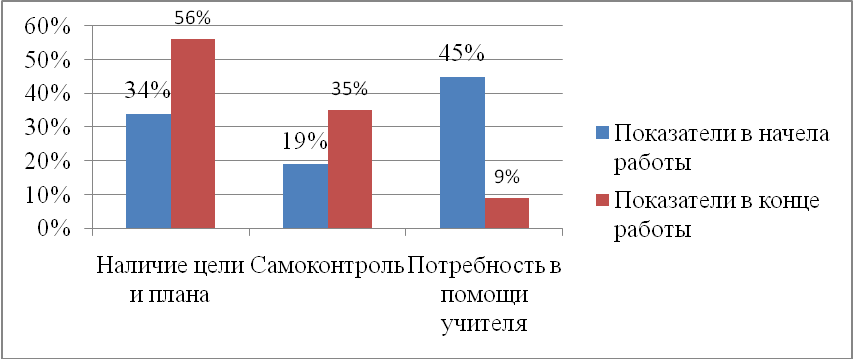 60%
50%
40%
30%
20%
10%
0%
34%
56%
19%
35%
45%
9%
Наличие цели
и плана
Самоконтроль
Потребность в
помощи
учителя
Показатели в начела
работы
Показатели в конце
работы